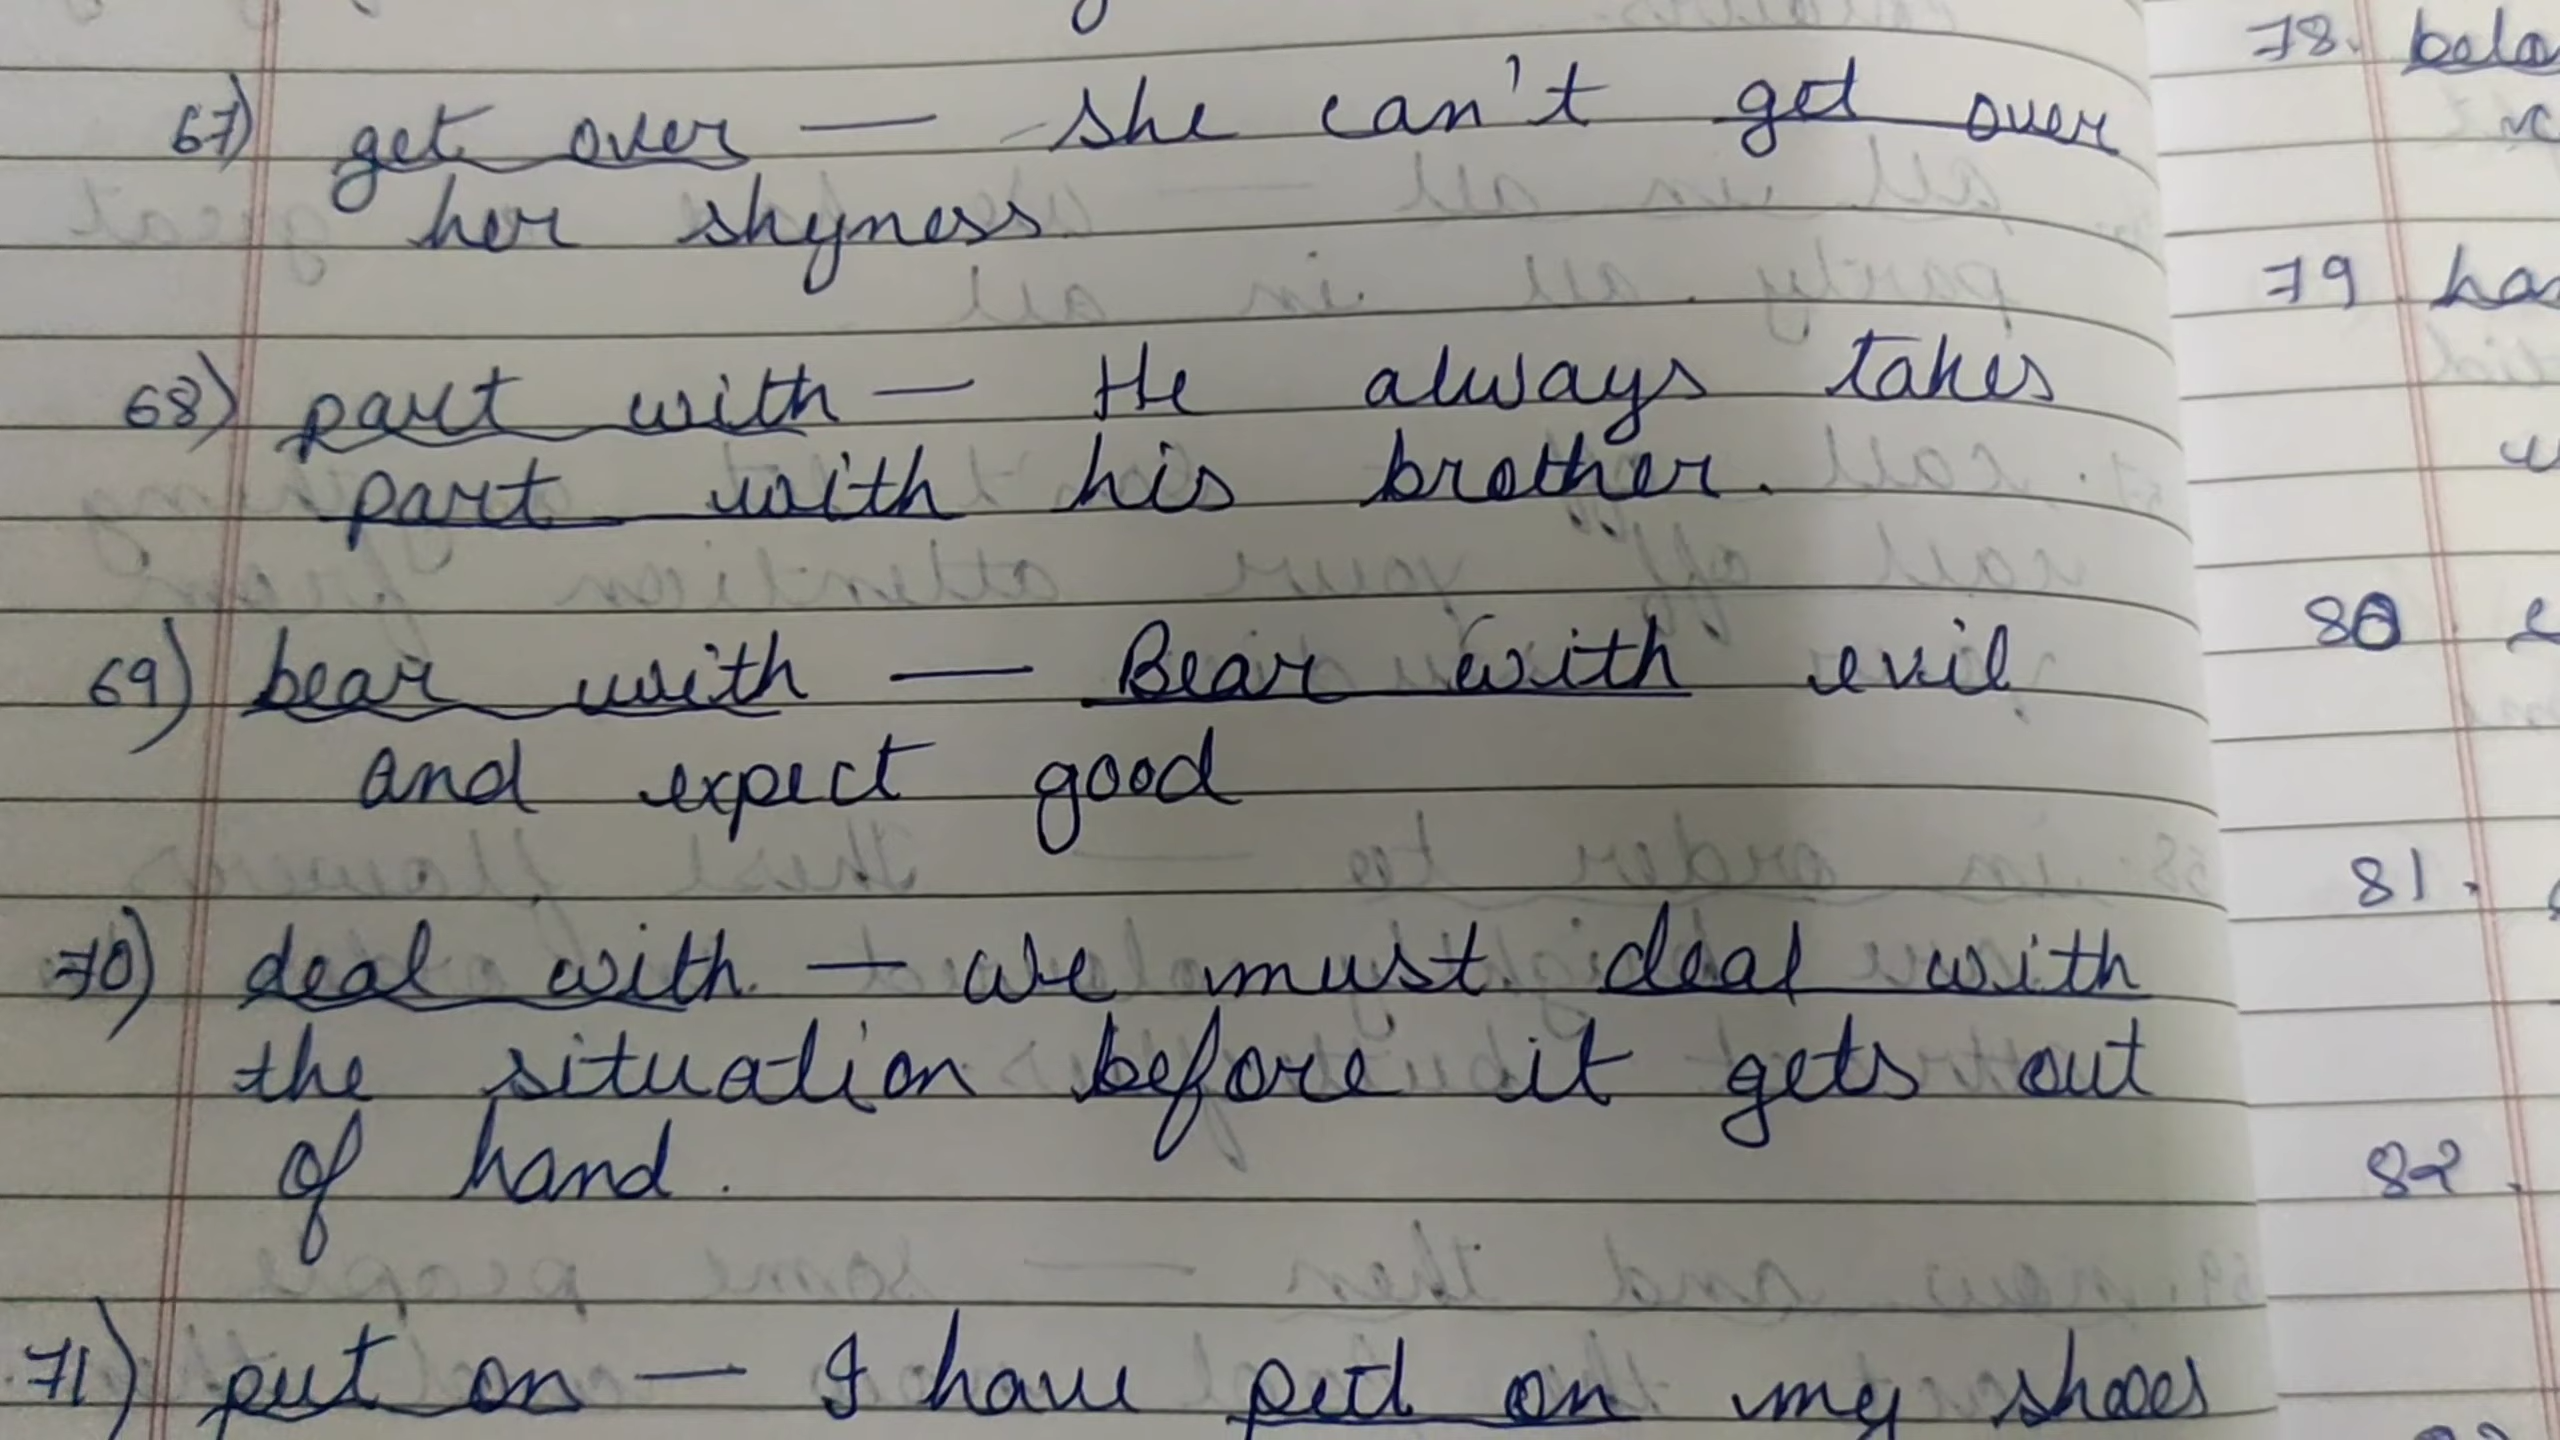 67) get over — she can't get over
her shyness
68) part with — He always takes
part with his brother.
69) bear with — Bear with evil
and expect good
70) deal with — we must deal with
the situation before it gets out
of hand.
71) put on — I have put on my shoes
78.
79
80
81.
82.